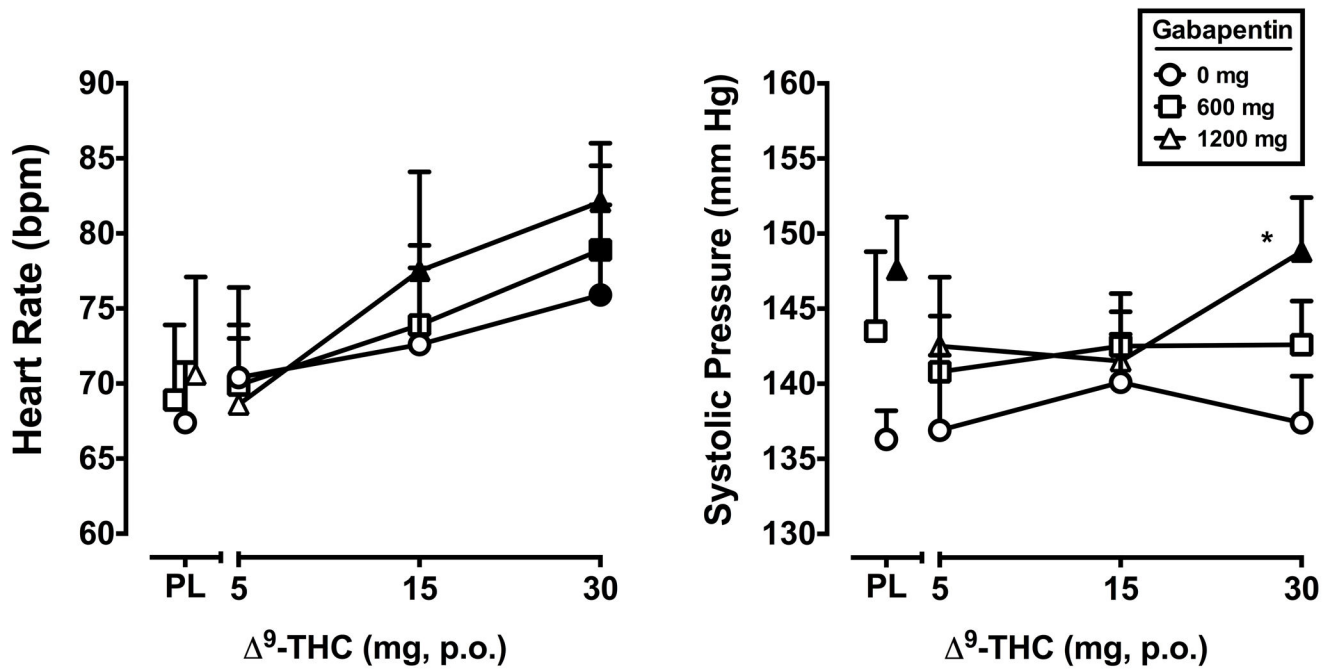 Heart Rate (bpm)
90
85
80
75
70
65
60
PL 5 15 30
Δ⁹-THC (mg, p.o.)
Systolic Pressure (mm Hg)
160
155
150
145
140
135
130
*
PL 5 15 30
Δ⁹-THC (mg, p.o.)
Gabapentin
0 mg
600 mg
1200 mg